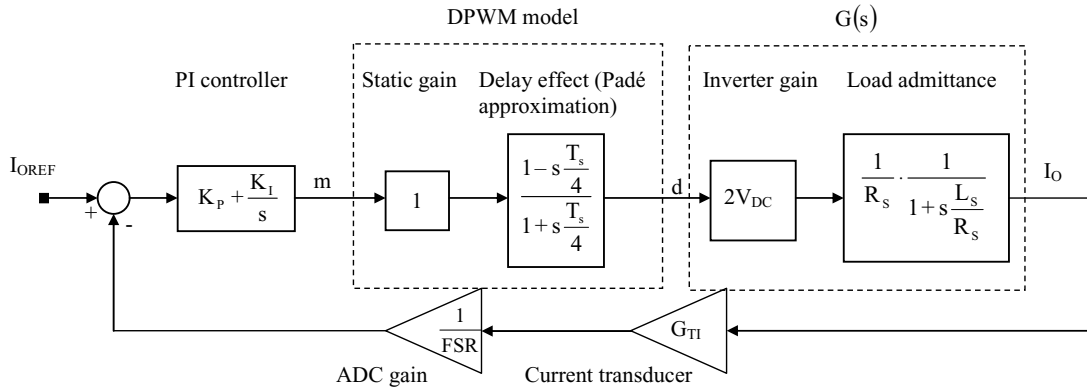 DPWM model
G(s)
PI controller
Static gain
Delay effect (Padé
approximation)
Inverter gain
Load admittance
I_OREF
+
-
K_P + K_I/s
m
1
(1 − s T_s/4)/(1 + s T_s/4)
d
2V_DC
1/R_S · 1/(1 + s L_S/R_S)
I_O
1/FSR
G_TI
ADC gain
Current transducer